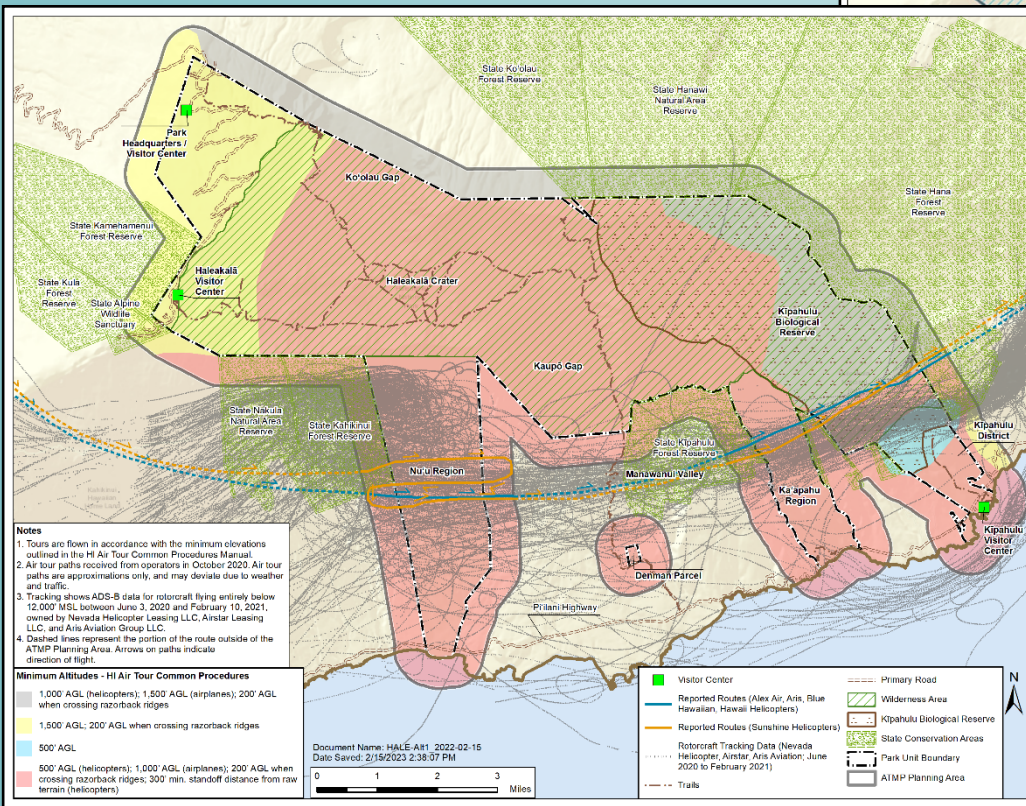 State Ko'olau
Forest Reserve
State Hanawi
Natural Area
Reserve
Park
Headquarters /
Visitor Center
Ko'olau Gap
State Hana
Forest
Reserve
State Kamehamenui
Forest Reserve
Haleakalā
Visitor
Center
Haleakalā Crater
State Kula
Forest
Reserve
State Alpine
Wildlife
Sanctuary
Kīpahulu
Biological
Reserve
Kaupō Gap
State Nakula
Natural Area
Reserve
State Kahikinui
Forest Reserve
State Kīpahulu
Forest Reserve
Kīpahulu
District
Nu'u Region
Manawainui Valley
Ka'āpahu
Region
Kīpahulu
Visitor
Center
Denman Parcel
Pi'ilani Highway
Notes
1. Tours are flown in accordance with the minimum elevations
outlined in the HI Air Tour Common Procedures Manual.
2. Air tour paths received from operators in October 2020. Air tour
paths are approximations only, and may deviate due to weather
and traffic.
3. Tracking shows ADS-B data for rotorcraft flying entirely below
12,000' MSL between June 3, 2020 and February 10, 2021,
owned by Nevada Helicopter Leasing LLC, Airstar Leasing
LLC, and Aris Aviation Group LLC.
4. Dashed lines represent the portion of the route outside of the
ATMP Planning Area. Arrows on paths indicate
direction of flight.
Minimum Altitudes - HI Air Tour Common Procedures
1,000' AGL (helicopters); 1,500' AGL (airplanes); 200' AGL
when crossing razorback ridges
1,500' AGL; 200' AGL when crossing razorback ridges
500' AGL
500' AGL (helicopters); 1,000' AGL (airplanes); 200' AGL when
crossing razorback ridges; 300' min. standoff distance from raw
terrain (helicopters)
Document Name: HALE-Alt1_2022-02-15
Date Saved: 2/15/2023 2:38:07 PM
0 1 2 3
Miles
Visitor Center
Reported Routes (Alex Air, Aris, Blue
Hawaiian, Hawaii Helicopters)
Reported Routes (Sunshine Helicopters)
Rotorcraft Tracking Data (Nevada
Helicopter, Airstar, Aris Aviation; June
2020 to February 2021)
Trails
Primary Road
Wilderness Area
Kīpahulu Biological Reserve
State Conservation Areas
Park Unit Boundary
ATMP Planning Area
N